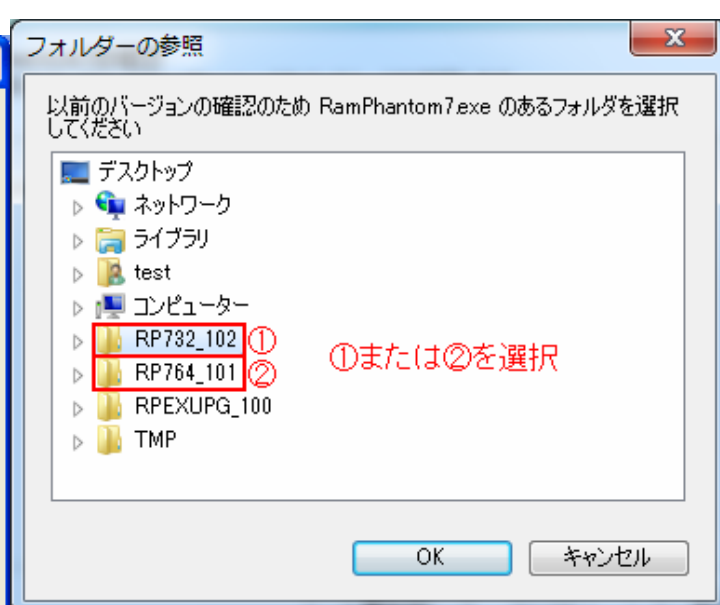 フォルダーの参照
以前のバージョンの確認のため RamPhantom7.exe のあるフォルダを選択
してください
デスクトップ
ネットワーク
ライブラリ
test
コンピューター
RP732_102 ①
RP764_101 ②
①または②を選択
RPEXUPG_100
TMP
OK キャンセル